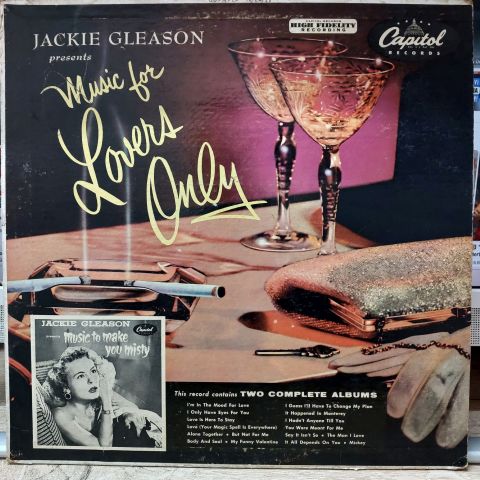 JACKIE GLEASON
presents
Music for
Lovers
Only
CAPITOL RECORDS
HIGH FIDELITY
RECORDING
Capitol
RECORDS
JACKIE GLEASON
presents
music to make
you misty
Capitol
This record contains TWO COMPLETE ALBUMS
I'm In The Mood For Love
I Only Have Eyes For You
Love Is Here To Stay
Love (Your Magic Spell Is Everywhere)
Alone Together • But Not For Me
Body And Soul • My Funny Valentine
I Guess I'll Have To Change My Plan
It Happened In Monterey
I Hadn't Anyone Till You
You Were Meant For Me
Say It Isn't So • The Man I Love
It All Depends On You • Mickey